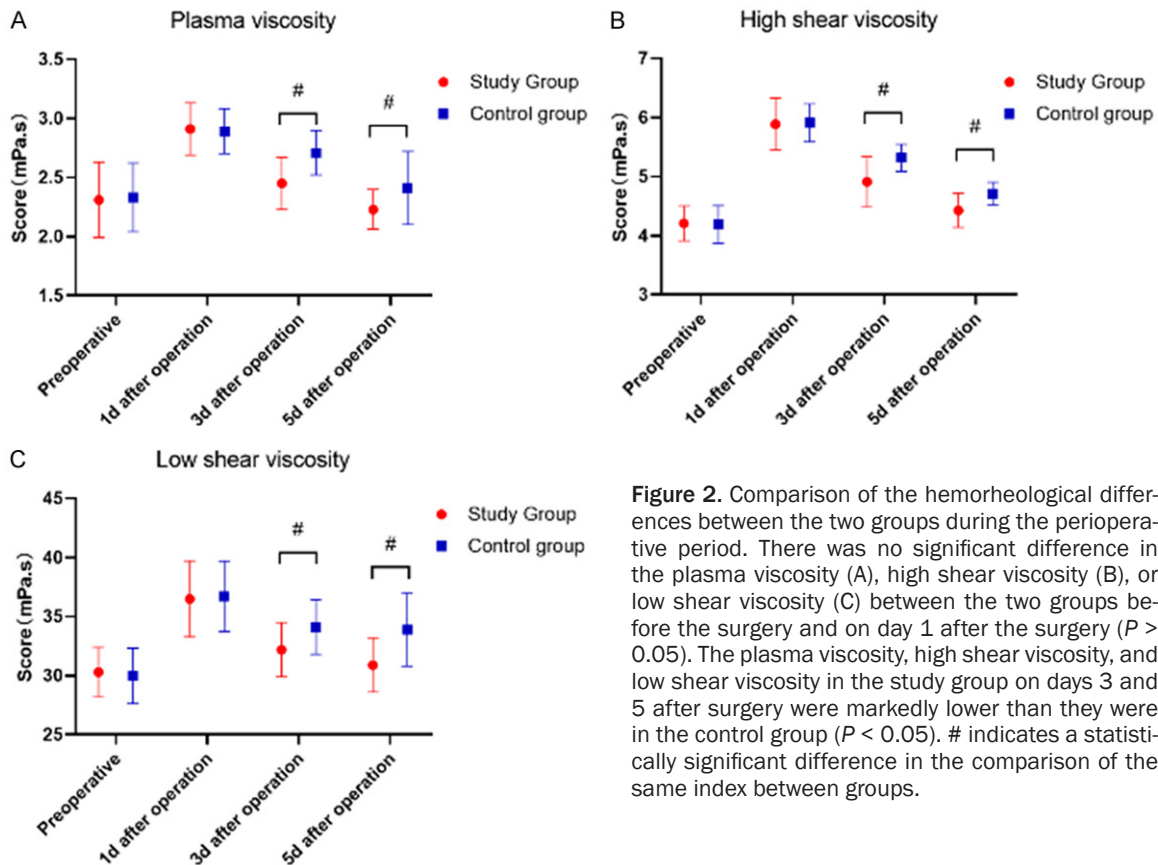 A
Plasma viscosity
Score(mPa.s)
3.5
3.0
2.5
2.0
1.5
#
#
Study Group
Control group
Preoperative
1d after operation
3d after operation
5d after operation
B
High shear viscosity
Score(mPa.s)
7
6
5
4
3
#
#
Study Group
Control group
Preoperative
1d after operation
3d after operation
5d after operation
C
Low shear viscosity
Score(mPa.s)
45
40
35
30
25
#
#
Study Group
Control group
Preoperative
1d after operation
3d after operation
5d after operation
Figure 2. Comparison of the hemorheological differ-
ences between the two groups during the periopera-
tive period. There was no significant difference in
the plasma viscosity (A), high shear viscosity (B), or
low shear viscosity (C) between the two groups be-
fore the surgery and on day 1 after the surgery (P >
0.05). The plasma viscosity, high shear viscosity, and
low shear viscosity in the study group on days 3 and
5 after surgery were markedly lower than they were
in the control group (P < 0.05). # indicates a statisti-
cally significant difference in the comparison of the
same index between groups.